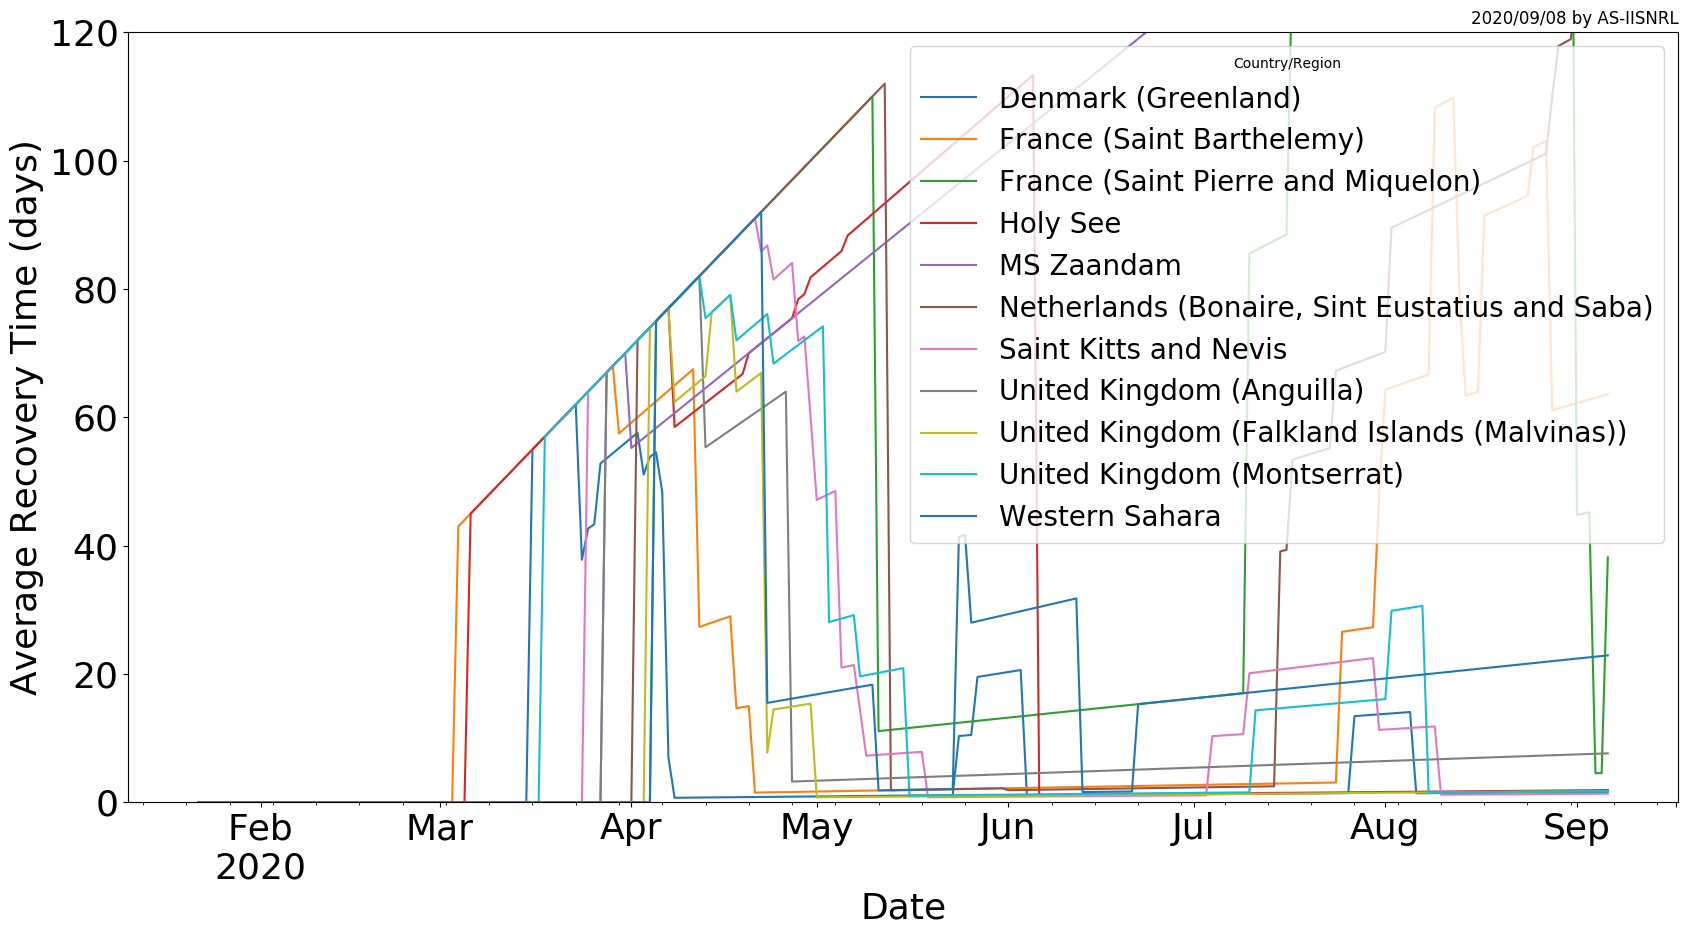 2020/09/08 by AS-IISNRL
120
100
80
60
40
20
0
Average Recovery Time (days)
Country/Region
Denmark (Greenland)
France (Saint Barthelemy)
France (Saint Pierre and Miquelon)
Holy See
MS Zaandam
Netherlands (Bonaire, Sint Eustatius and Saba)
Saint Kitts and Nevis
United Kingdom (Anguilla)
United Kingdom (Falkland Islands (Malvinas))
United Kingdom (Montserrat)
Western Sahara
Feb Mar Apr May Jun Jul Aug Sep
2020
Date